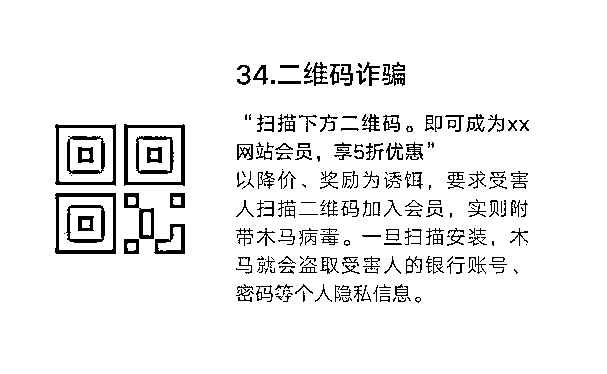 34.二维码诈骗
“扫描下方二维码。即可成为xx
网站会员，享5折优惠”
以降价、奖励为诱饵，要求受害
人扫描二维码加入会员，实则附
带木马病毒。一旦扫描安装，木
马就会盗取受害人的银行账号、
密码等个人隐私信息。